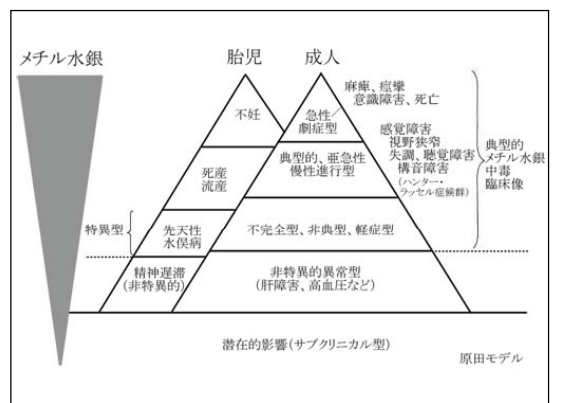 メチル水銀
胎児
成人
不妊
急性／
劇症型
麻痺、痙攣
意識障害、死亡
死産
流産
典型的、亜急性
慢性進行型
感覚障害
視野狭窄
失調、聴覚障害
構音障害
(ハンター・
ラッセル症候群)
典型的
メチル水銀
中毒
臨床像
特異型
先天性
水俣病
不完全型、非典型、軽症型
精神遅滞
(非特異的)
非特異的異常型
(肝障害、高血圧など)
潜在的影響(サブクリニカル型)
原田モデル